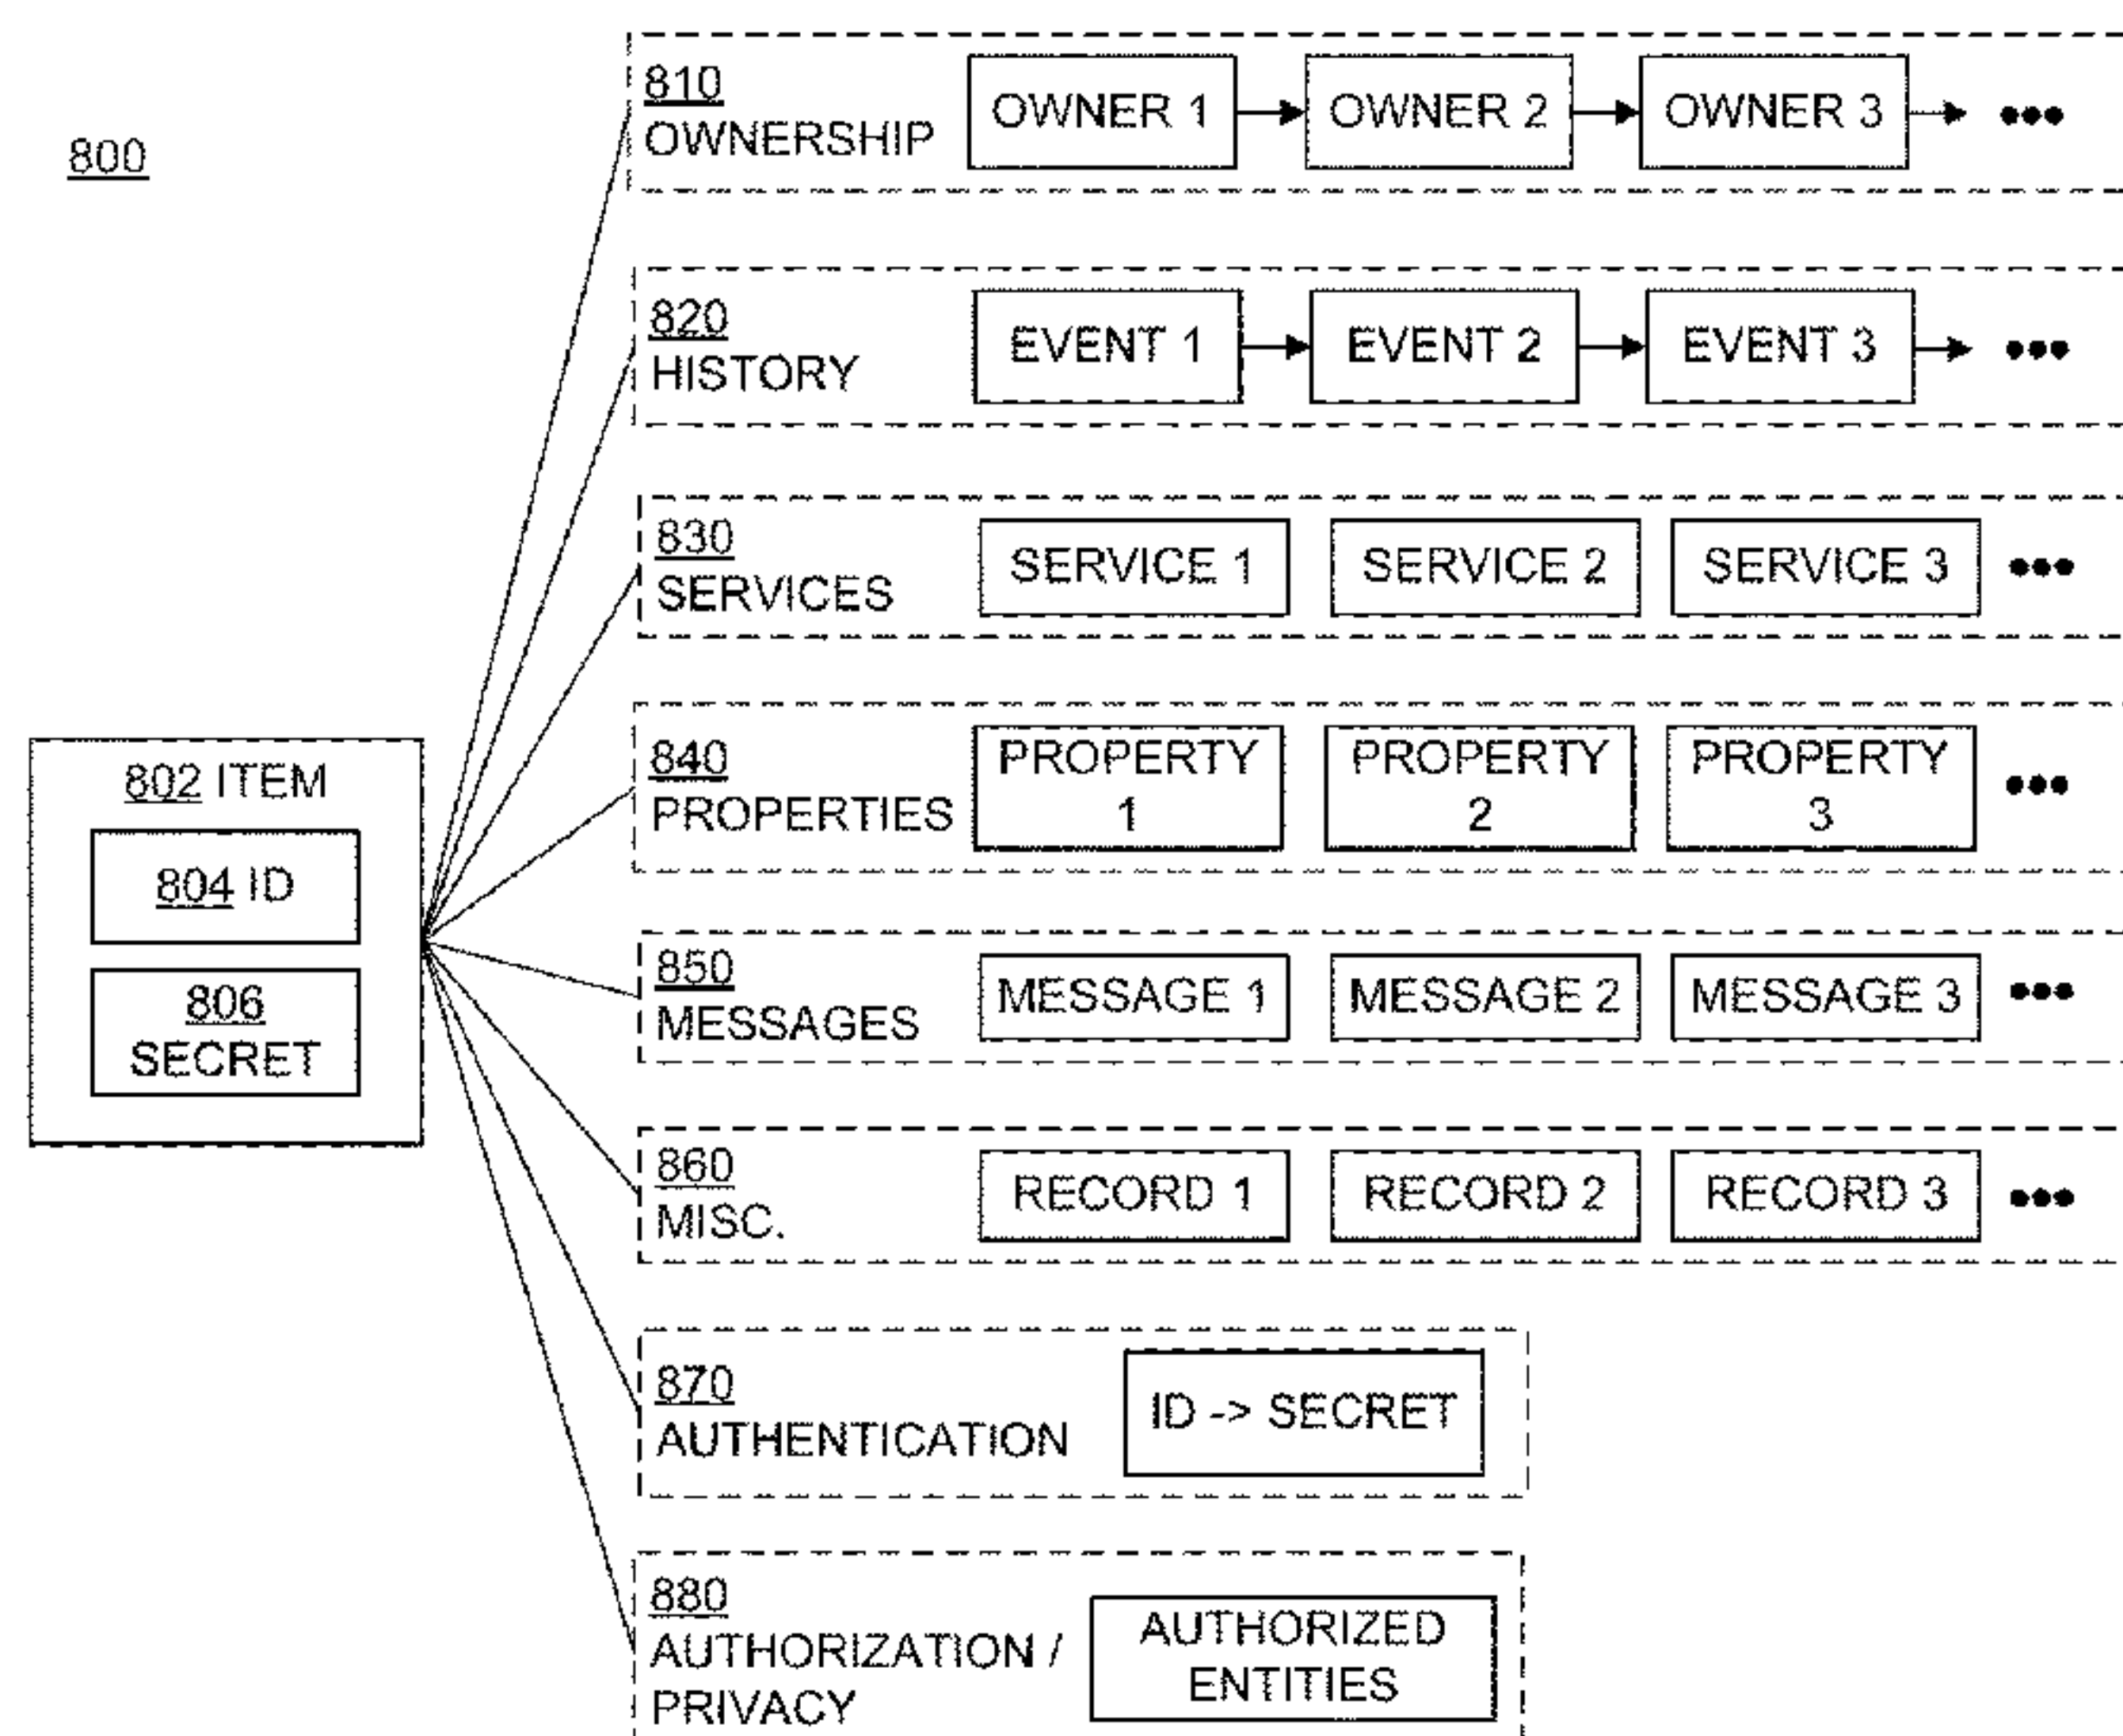 800
810
OWNERSHIP
OWNER 1
OWNER 2
OWNER 3
•••
820
HISTORY
EVENT 1
EVENT 2
EVENT 3
•••
830
SERVICES
SERVICE 1
SERVICE 2
SERVICE 3
•••
802 ITEM
804 ID
806
SECRET
840
PROPERTIES
PROPERTY
1
PROPERTY
2
PROPERTY
3
•••
850
MESSAGES
MESSAGE 1
MESSAGE 2
MESSAGE 3
•••
860
MISC.
RECORD 1
RECORD 2
RECORD 3
•••
870
AUTHENTICATION
ID -> SECRET
880
AUTHORIZATION /
PRIVACY
AUTHORIZED
ENTITIES